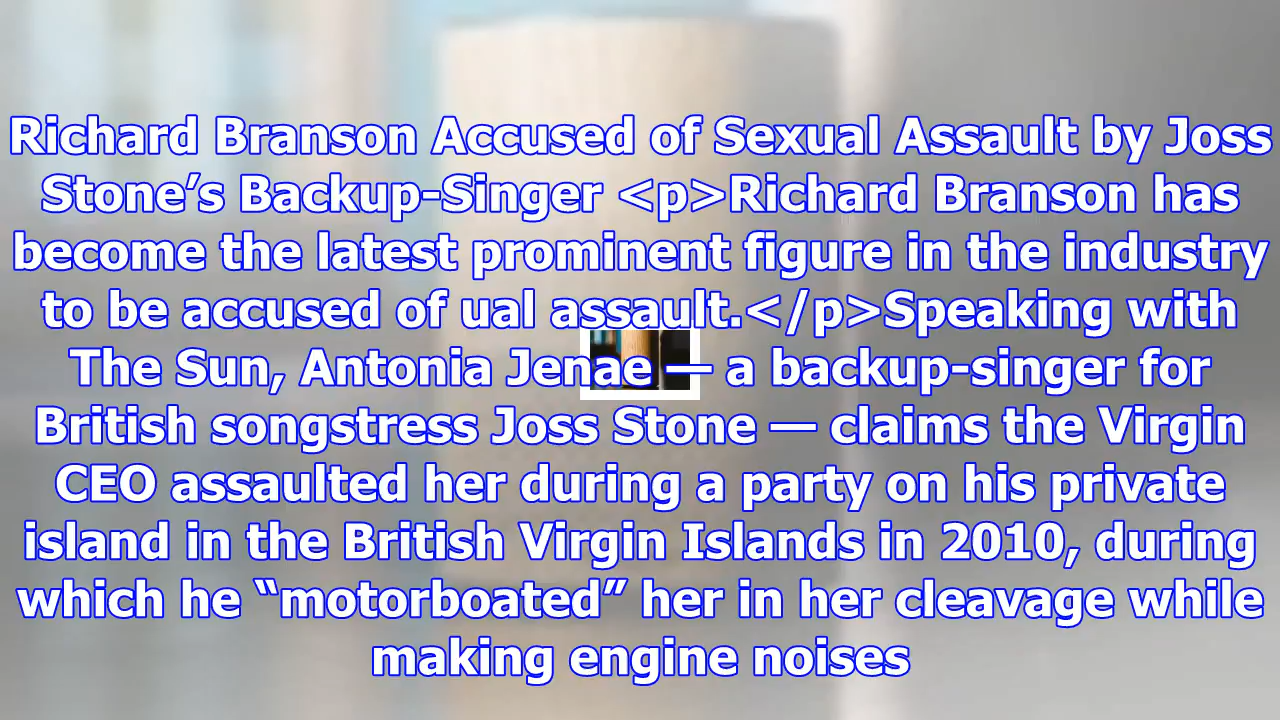 Richard Branson Accused of Sexual Assault by Joss
Stone’s Backup-Singer <p>Richard Branson has
become the latest prominent figure in the industry
to be accused of ual assault.</p>Speaking with
The Sun, Antonia Jenae — a backup-singer for
British songstress Joss Stone — claims the Virgin
CEO assaulted her during a party on his private
island in the British Virgin Islands in 2010, during
which he “motorboated” her in her cleavage while
making engine noises